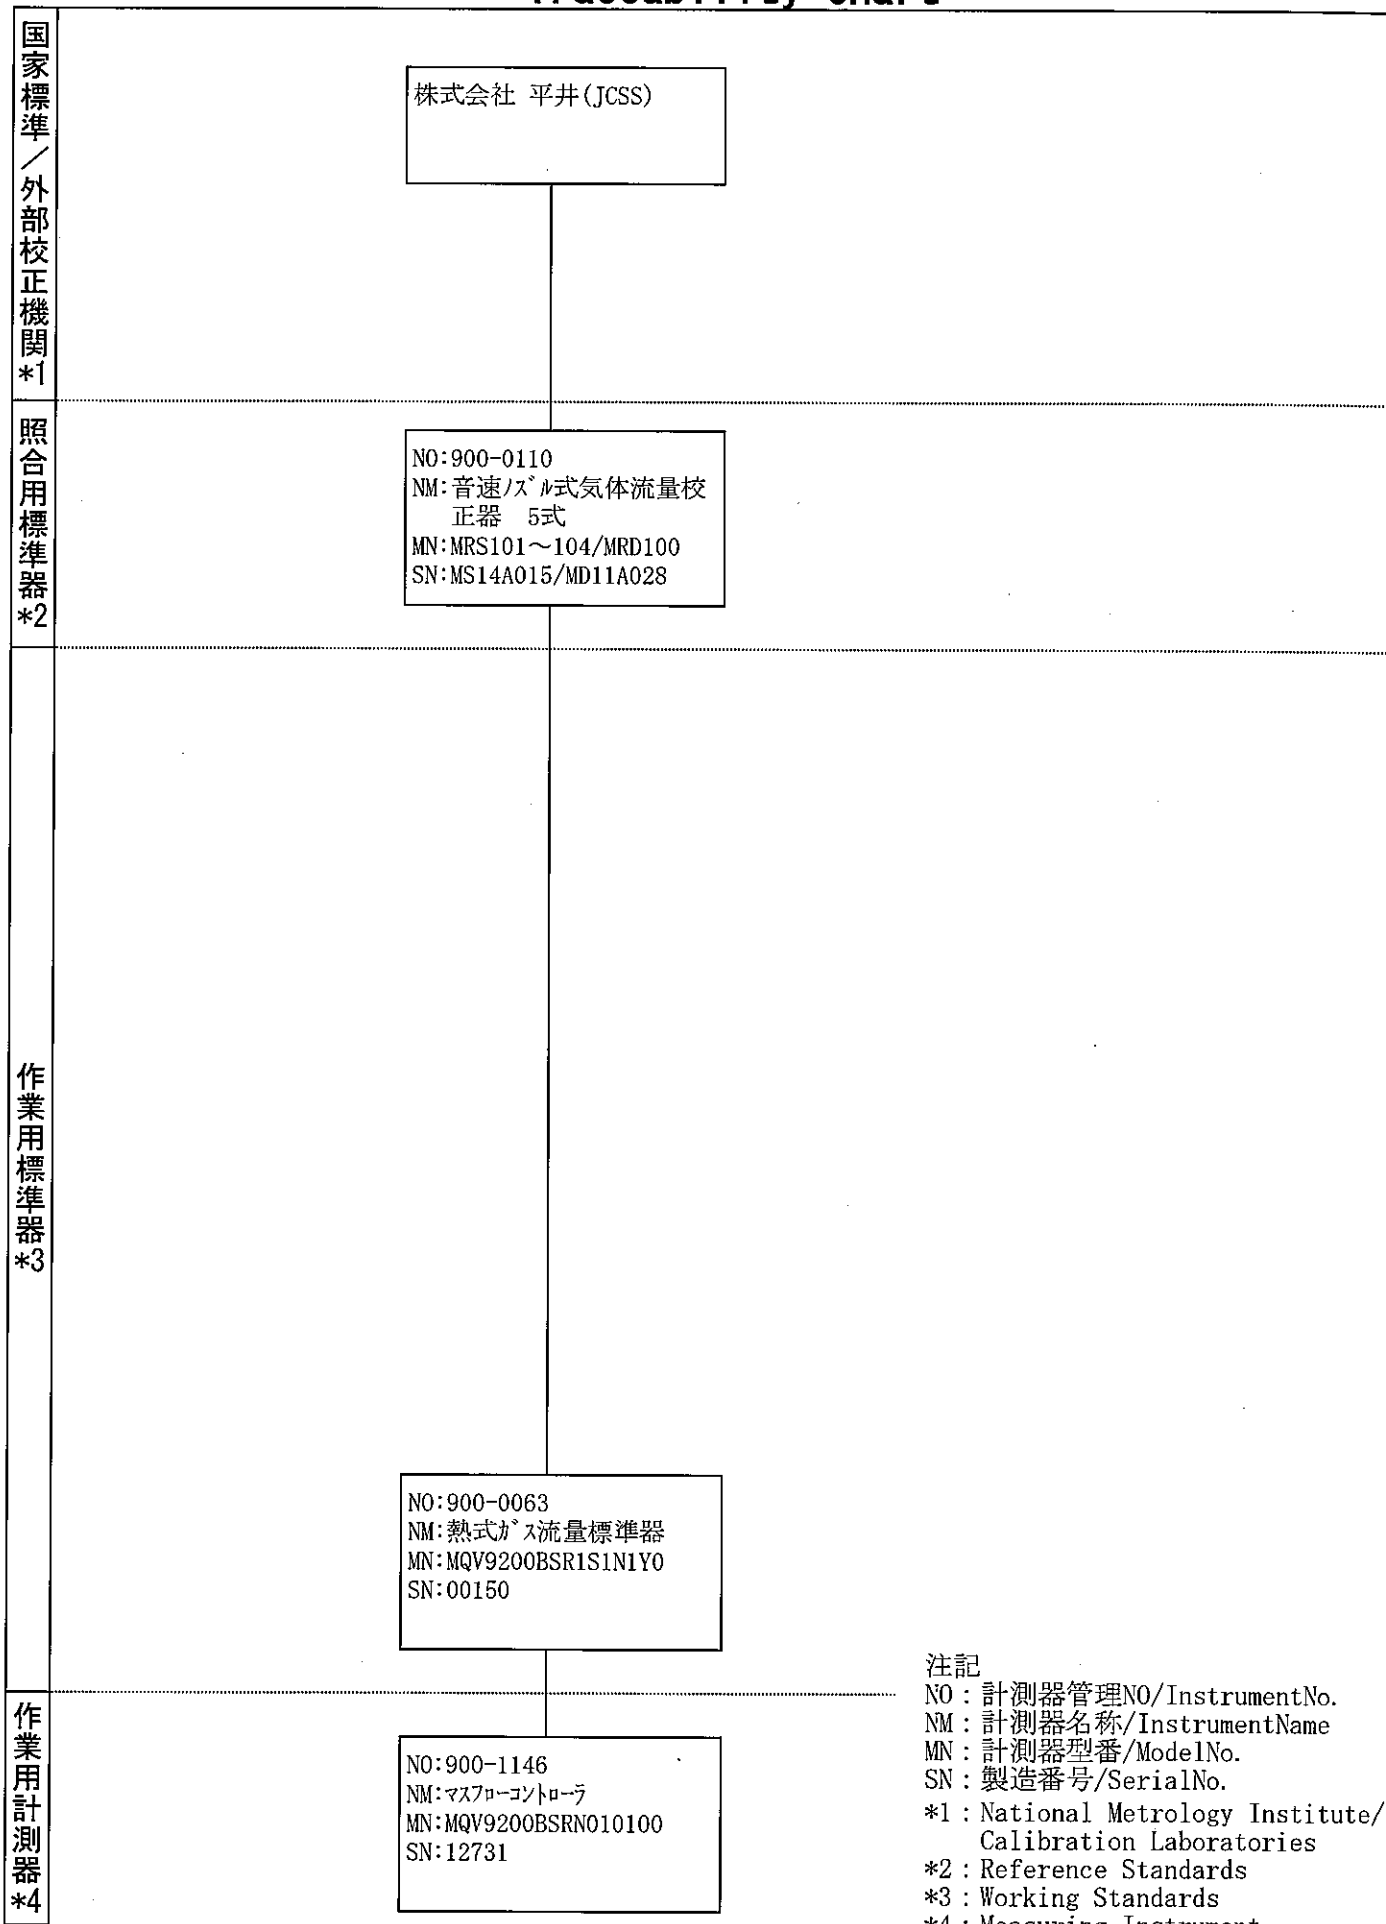 Traceability Chart
国家標準／外部校正機関*1
株式会社 平井(JCSS)
照合用標準器*2
NO:900-0110
NM:音速ﾉｽﾞﾙ式気体流量校
正器 5式
MN:MRS101～104/MRD100
SN:MS14A015/MD11A028
作業用標準器*3
NO:900-0063
NM:熱式ｶﾞｽ流量標準器
MN:MQV9200BSR1S1N1Y0
SN:00150
作業用計測器*4
NO:900-1146
NM:ﾏｽﾌﾛｰｺﾝﾄﾛｰﾗ
MN:MQV9200BSRN010100
SN:12731
注記
NO：計測器管理NO/InstrumentNo.
NM：計測器名称/InstrumentName
MN：計測器型番/ModelNo.
SN：製造番号/SerialNo.
*1：National Metrology Institute/
Calibration Laboratories
*2：Reference Standards
*3：Working Standards
*4：Measuring Instrument